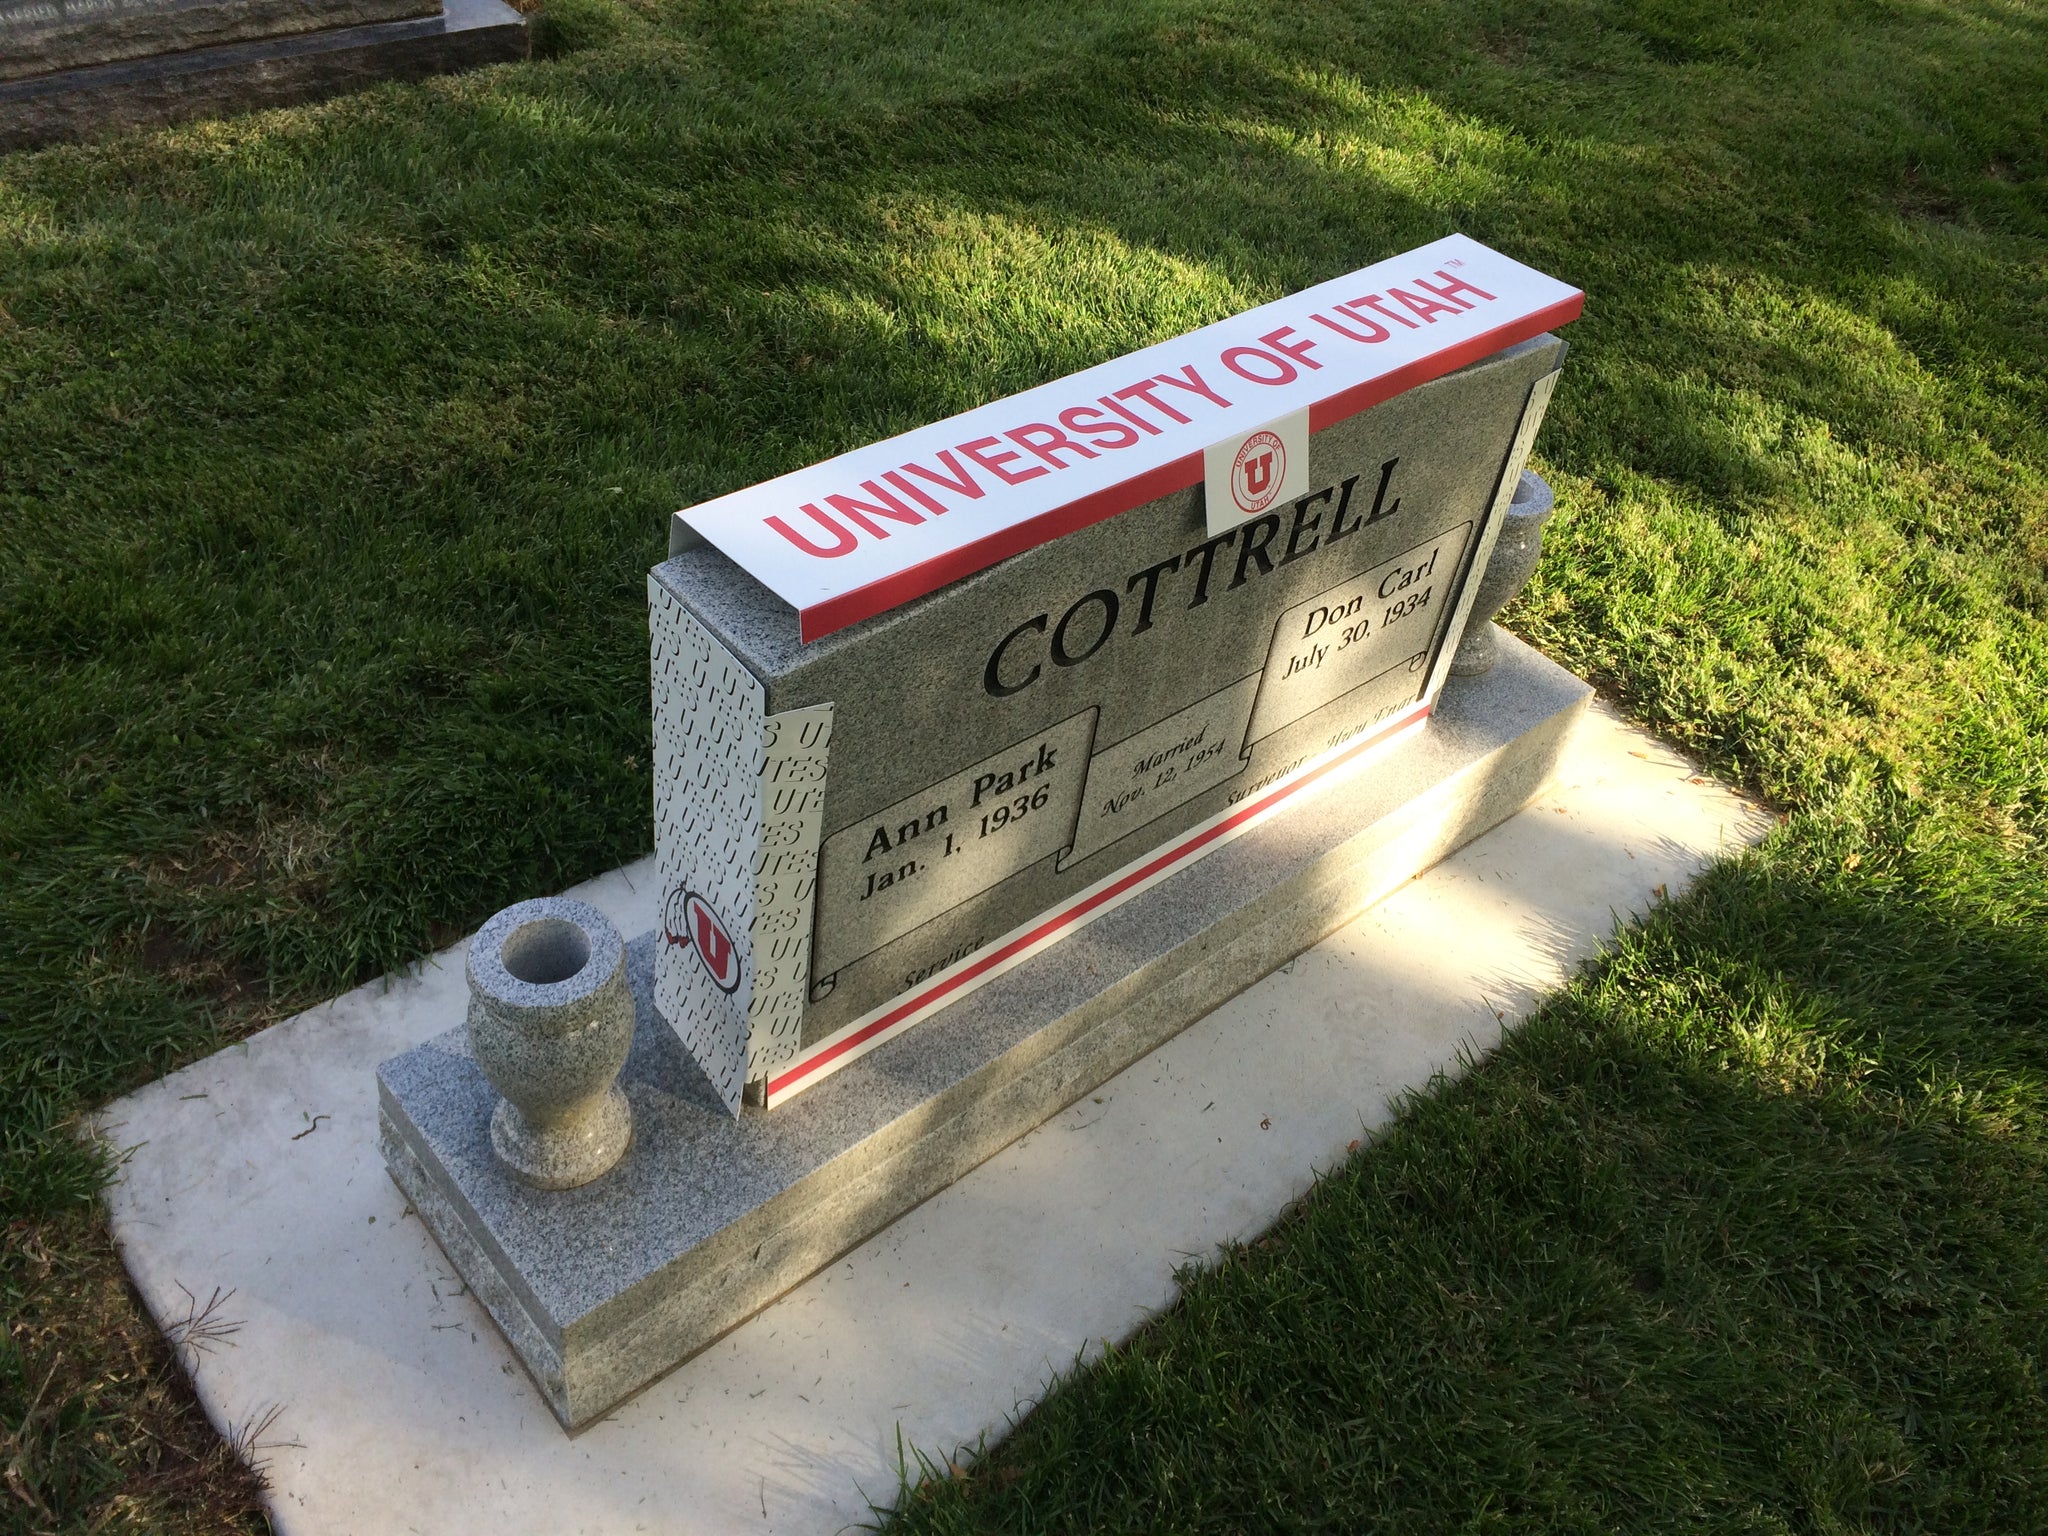 UNIVERSITY OF UTAH™
UNIVERSITY OF
U
UTAH
COTTRELL
Don Carl
July 30, 1934
Ann Park
Jan. 1, 1936
Married
Nov. 12, 1954
Service
Surveyor
UTES
U